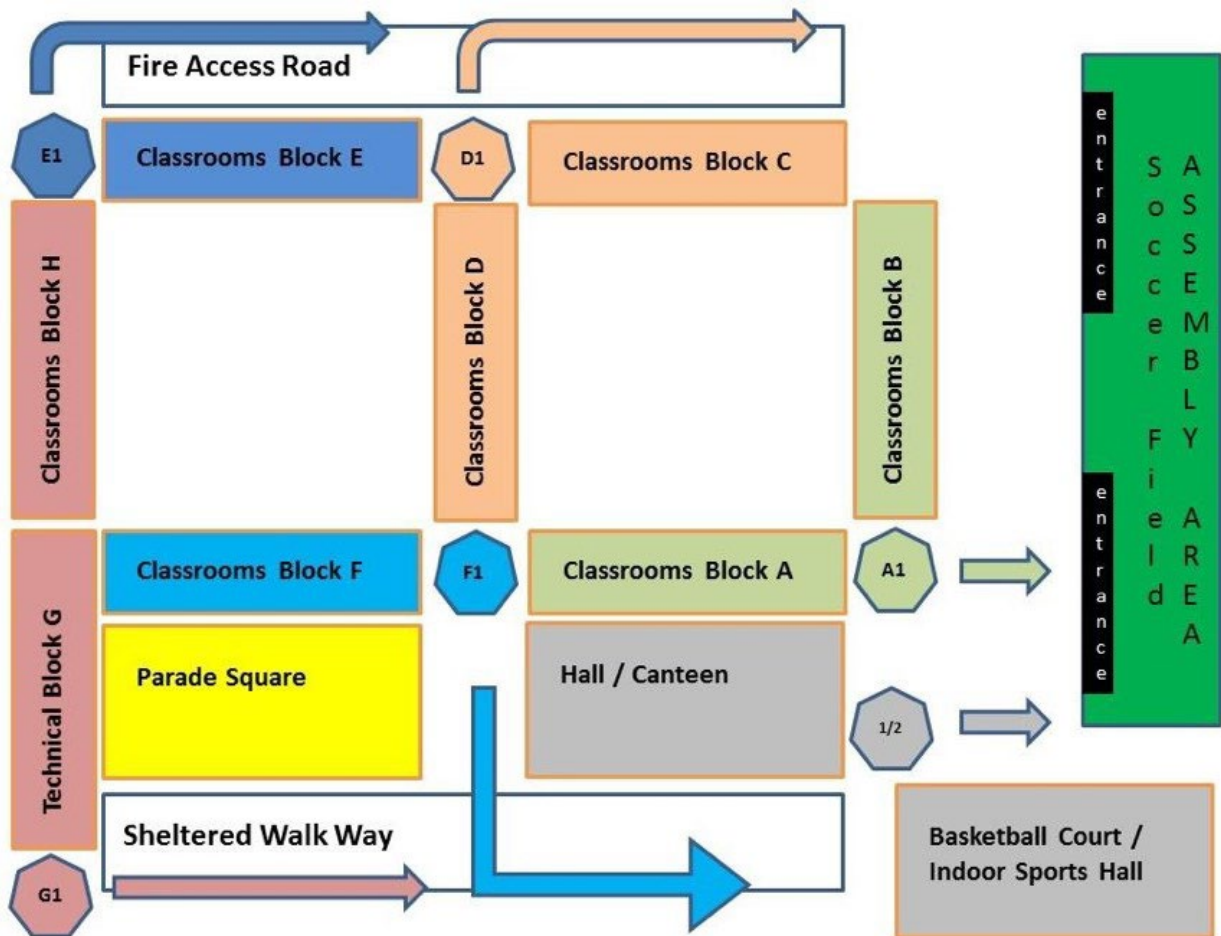 Fire Access Road
E1
Classrooms Block E
D1
Classrooms Block C
Classrooms Block H
Classrooms Block D
Classrooms Block B
entrance
Soccer Field
ASSEMBLY AREA
entrance
Technical Block G
Classrooms Block F
F1
Classrooms Block A
A1
Parade Square
Hall / Canteen
1/2
Sheltered Walk Way
G1
Basketball Court /
Indoor Sports Hall